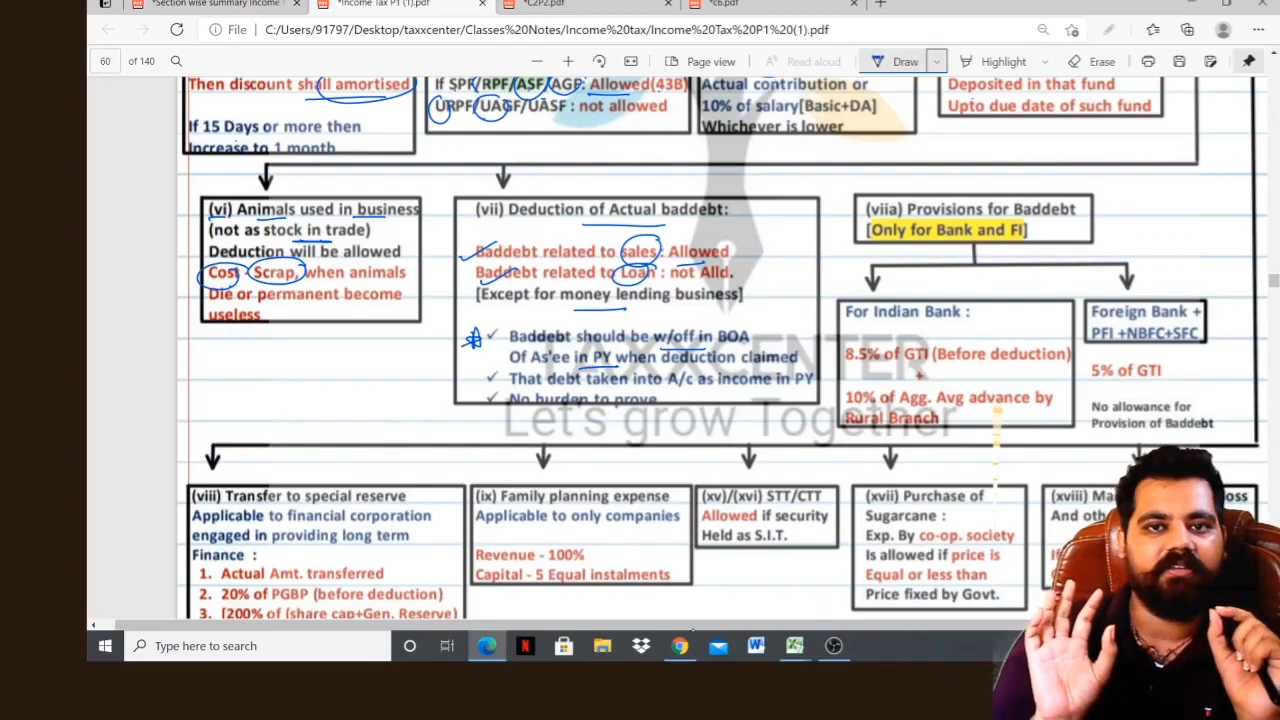 *Section wise summary Income
*Income Tax P1 (1).pdf
*C2P2.pdf
*c6.pdf
File
C:/Users/91797/Desktop/taxxcenter/Classes%20Notes/Income%20tax/Income%20Tax%20P1%20(1).pdf
60 of 140
Page view
Read aloud
Draw
Highlight
Erase
Then discount shall amortised
If 15 Days or more then
Increase to 1 month
If SPF/RPF/ASF/AGF: Allowed(43B)
URPF/UAGF/UASF : not allowed
Actual contribution or
10% of salary[Basic+DA]
Whichever is lower
Deposited in that fund
Upto due date of such fund
(vi) Animals used in business
(not as stock in trade)
Deduction will be allowed
Cost - Scrap, when animals
Die or permanent become
useless
(vii) Deduction of Actual baddebt:
Baddebt related to sales : Allowed
Baddebt related to Loan : not Alld.
[Except for money lending business]
✓ Baddebt should be w/off in BOA
Of As'ee in PY when deduction claimed
✓ That debt taken into A/c as income in PY
✓ No burden to prove
(viia) Provisions for Baddebt
[Only for Bank and FI]
For Indian Bank :
8.5% of GTI (Before deduction)
+
10% of Agg. Avg advance by
Rural Branch
Foreign Bank +
PFI +NBFC+SFC
5% of GTI
No allowance for
Provision of Baddebt
TAXXCENTER
Let's grow Together
(viii) Transfer to special reserve
Applicable to financial corporation
engaged in providing long term
Finance :
1. Actual Amt. transferred
2. 20% of PGBP (before deduction)
3. [200% of (share cap+Gen. Reserve)
(ix) Family planning expense
Applicable to only companies
Revenue - 100%
Capital - 5 Equal instalments
(xv)/(xvi) STT/CTT
Allowed if security
Held as S.I.T.
(xvii) Purchase of
Sugarcane :
Exp. By co-op. society
Is allowed if price is
Equal or less than
Price fixed by Govt.
(xviii)
Type here to search